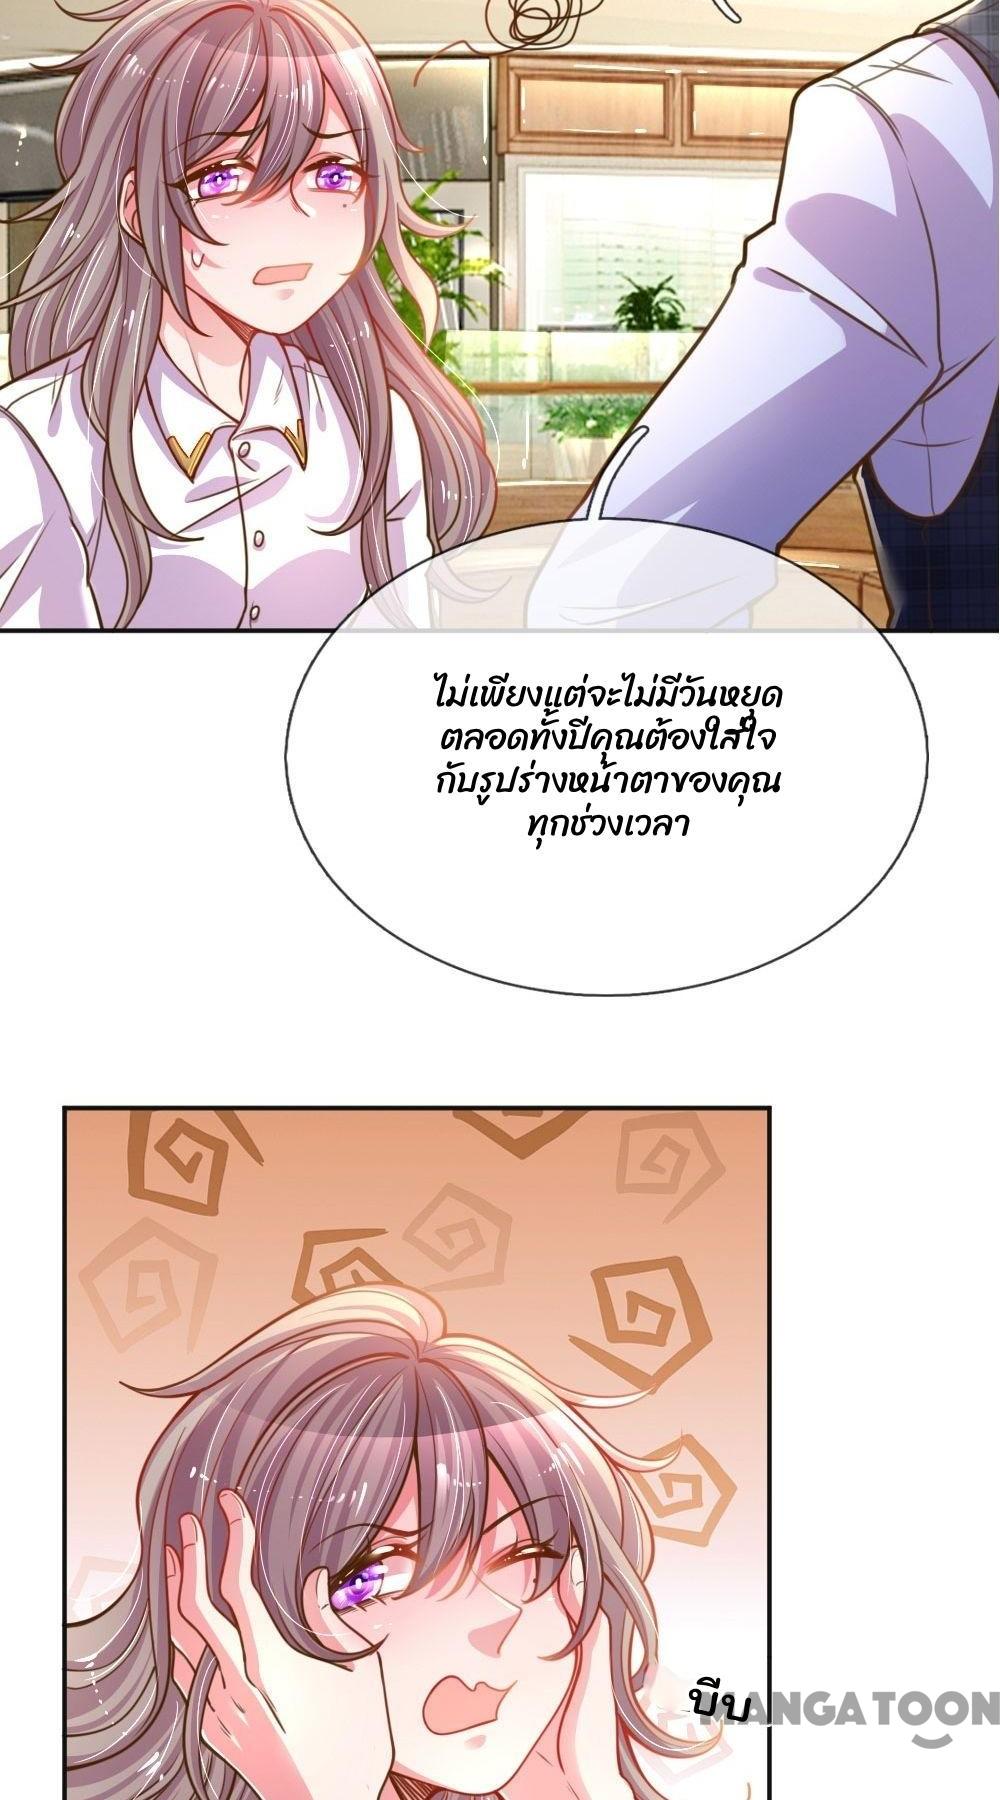 ไม่เพียงแต่จะไม่มีวันหยุด
ตลอดทั้งปีคุณต้องใส่ใจ
กับรูปร่างหน้าตาของคุณ
ทุกช่วงเวลา
บีบ
MANGATOON